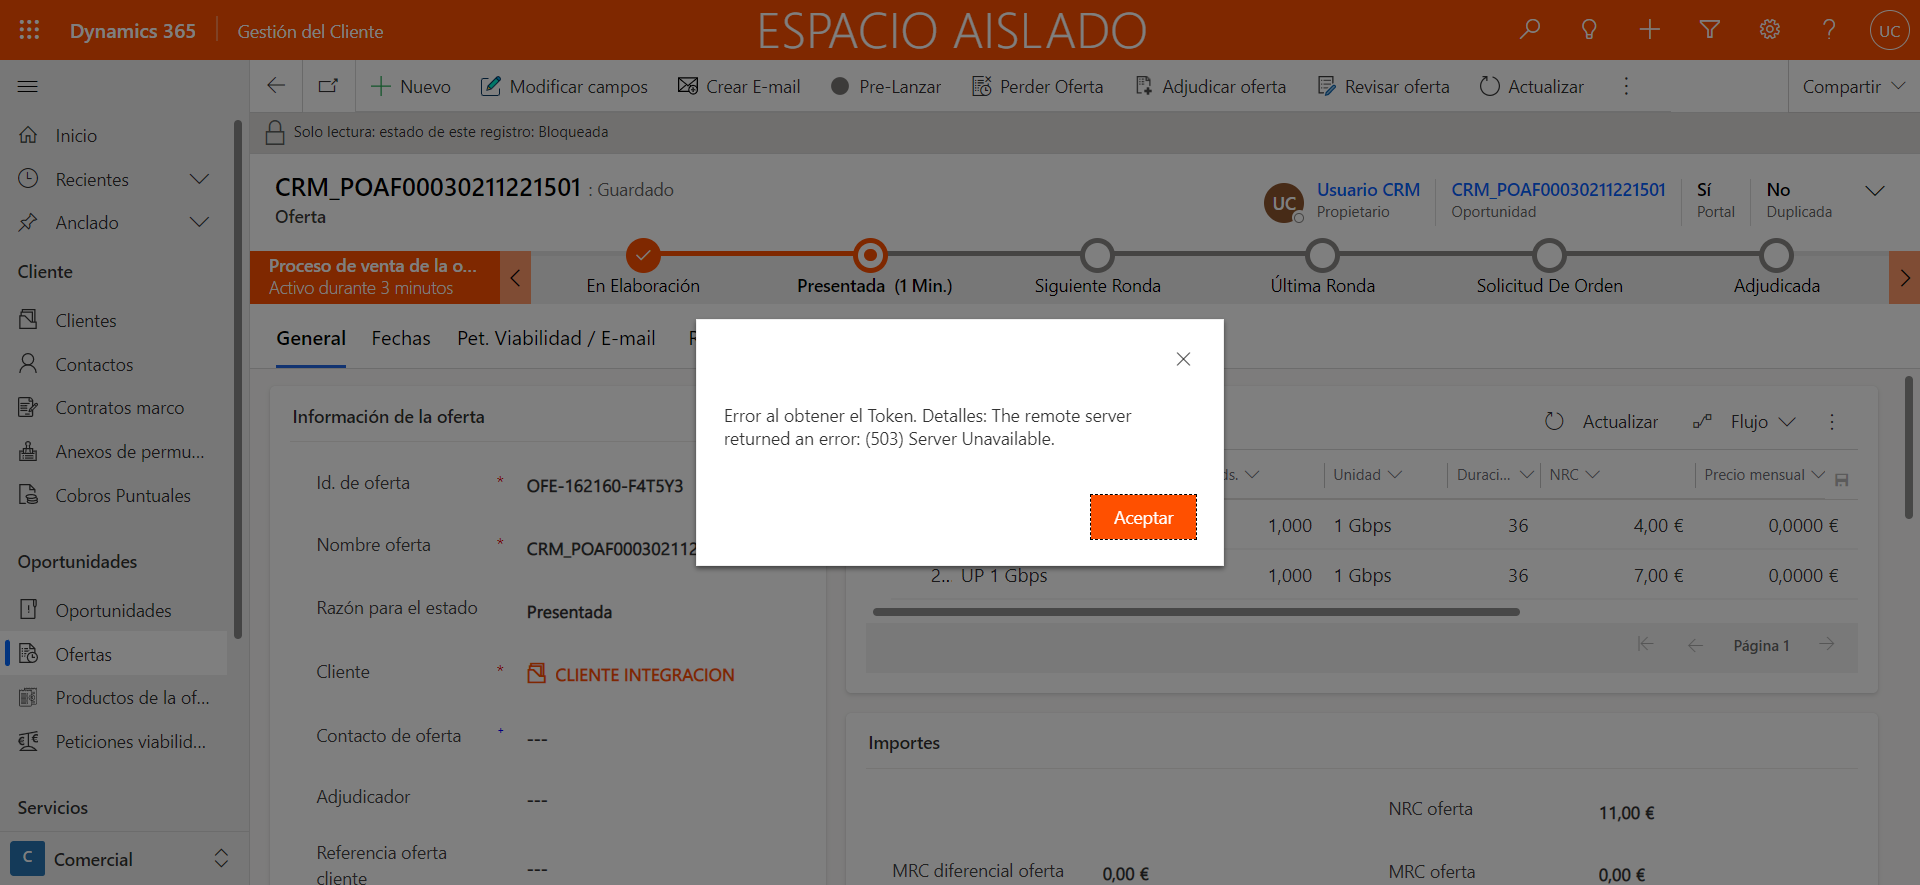 Dynamics 365
Gestión del Cliente
ESPACIO AISLADO
UC
Nuevo
Modificar campos
Crear E-mail
Pre-Lanzar
Perder Oferta
Adjudicar oferta
Revisar oferta
Actualizar
Compartir
Solo lectura: estado de este registro: Bloqueada
Inicio
Recientes
Anclado
Cliente
Clientes
Contactos
Contratos marco
Anexos de permu...
Cobros Puntuales
Oportunidades
Oportunidades
Ofertas
Productos de la of...
Peticiones viabilid...
Servicios
C
Comercial
CRM_POAF00030211221501 : Guardado
Oferta
UC
Usuario CRM
Propietario
CRM_POAF00030211221501
Oportunidad
Sí
Portal
No
Duplicada
Proceso de venta de la o...
Activo durante 3 minutos
En Elaboración
Presentada (1 Min.)
Siguiente Ronda
Última Ronda
Solicitud De Orden
Adjudicada
General
Fechas
Pet. Viabilidad / E-mail
Error al obtener el Token. Detalles: The remote server
returned an error: (503) Server Unavailable.
Aceptar
Información de la oferta
Id. de oferta
*
OFE-162160-F4T5Y3
Nombre oferta
*
CRM_POAF000302112
Razón para el estado
Presentada
Cliente
*
CLIENTE INTEGRACION
Contacto de oferta
+
---
Adjudicador
---
Referencia oferta
cliente
---
Actualizar
Flujo
ds.
Unidad
Duraci...
NRC
Precio mensual
1,000
1 Gbps
36
4,00 €
0,0000 €
2..
UP 1 Gbps
1,000
1 Gbps
36
7,00 €
0,0000 €
Página 1
Importes
NRC oferta
11,00 €
MRC diferencial oferta
0,00 €
MRC oferta
0,00 €